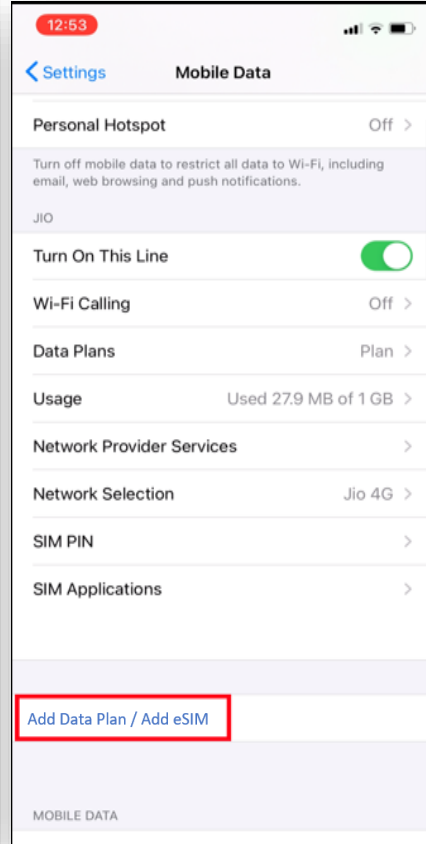 12:53
Settings
Mobile Data
Personal Hotspot Off
Turn off mobile data to restrict all data to Wi-Fi, including
email, web browsing and push notifications.
JIO
Turn On This Line
Wi-Fi Calling Off
Data Plans Plan
Usage Used 27.9 MB of 1 GB
Network Provider Services
Network Selection Jio 4G
SIM PIN
SIM Applications
Add Data Plan / Add eSIM
MOBILE DATA